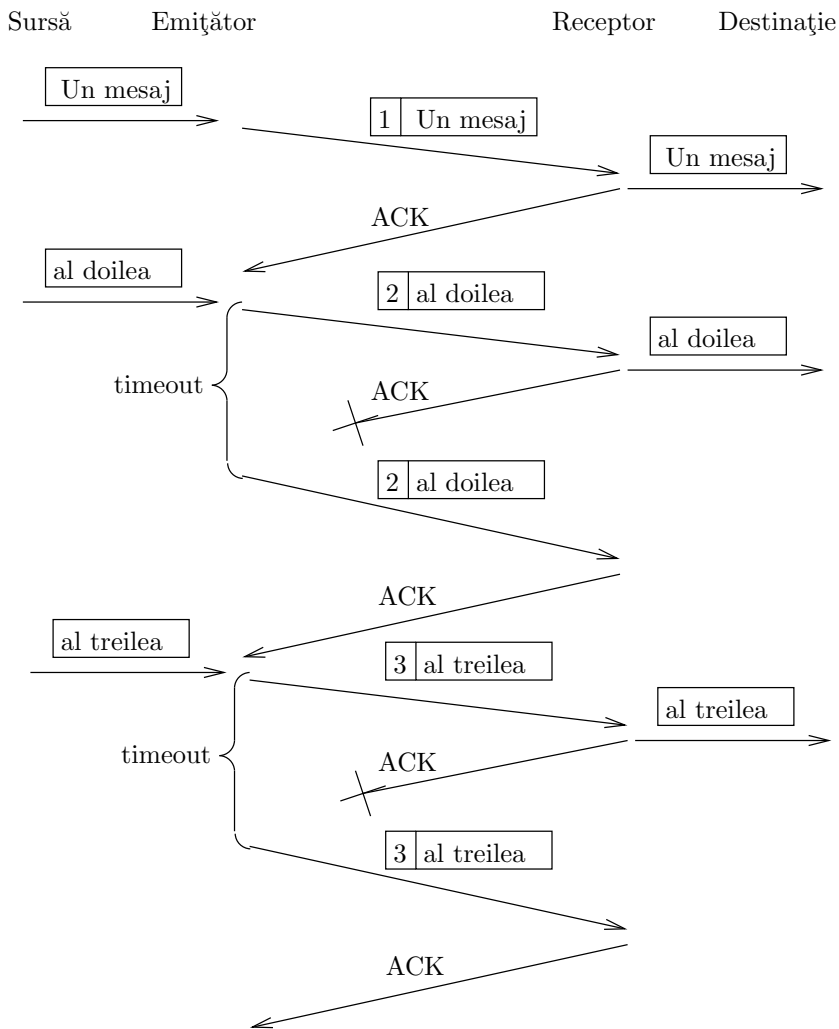 Sursă Emiţător Receptor Destinaţie
Un mesaj
1 Un mesaj
Un mesaj
ACK
al doilea
2 al doilea
al doilea
timeout
ACK
2 al doilea
ACK
al treilea
3 al treilea
al treilea
timeout
ACK
3 al treilea
ACK